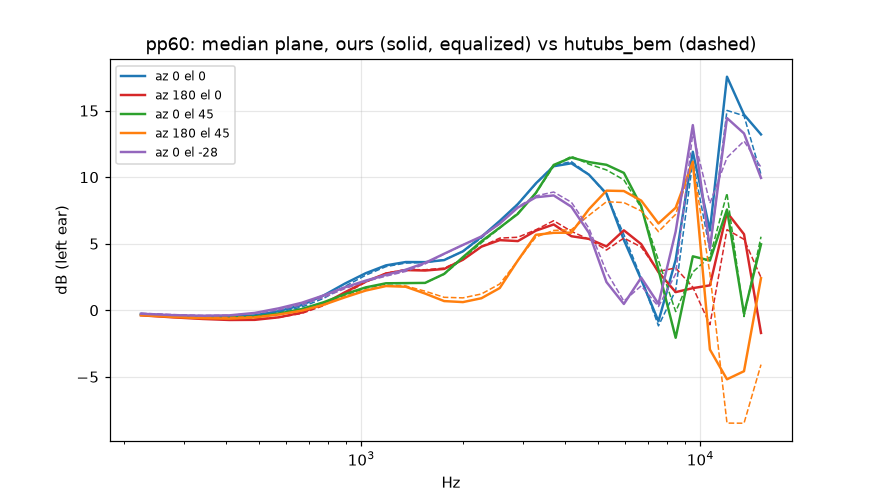 pp60: median plane, ours (solid, equalized) vs hutubs_bem (dashed)
az 0 el 0
az 180 el 0
az 0 el 45
az 180 el 45
az 0 el -28
15
10
5
0
−5
dB (left ear)
10³
10⁴
Hz